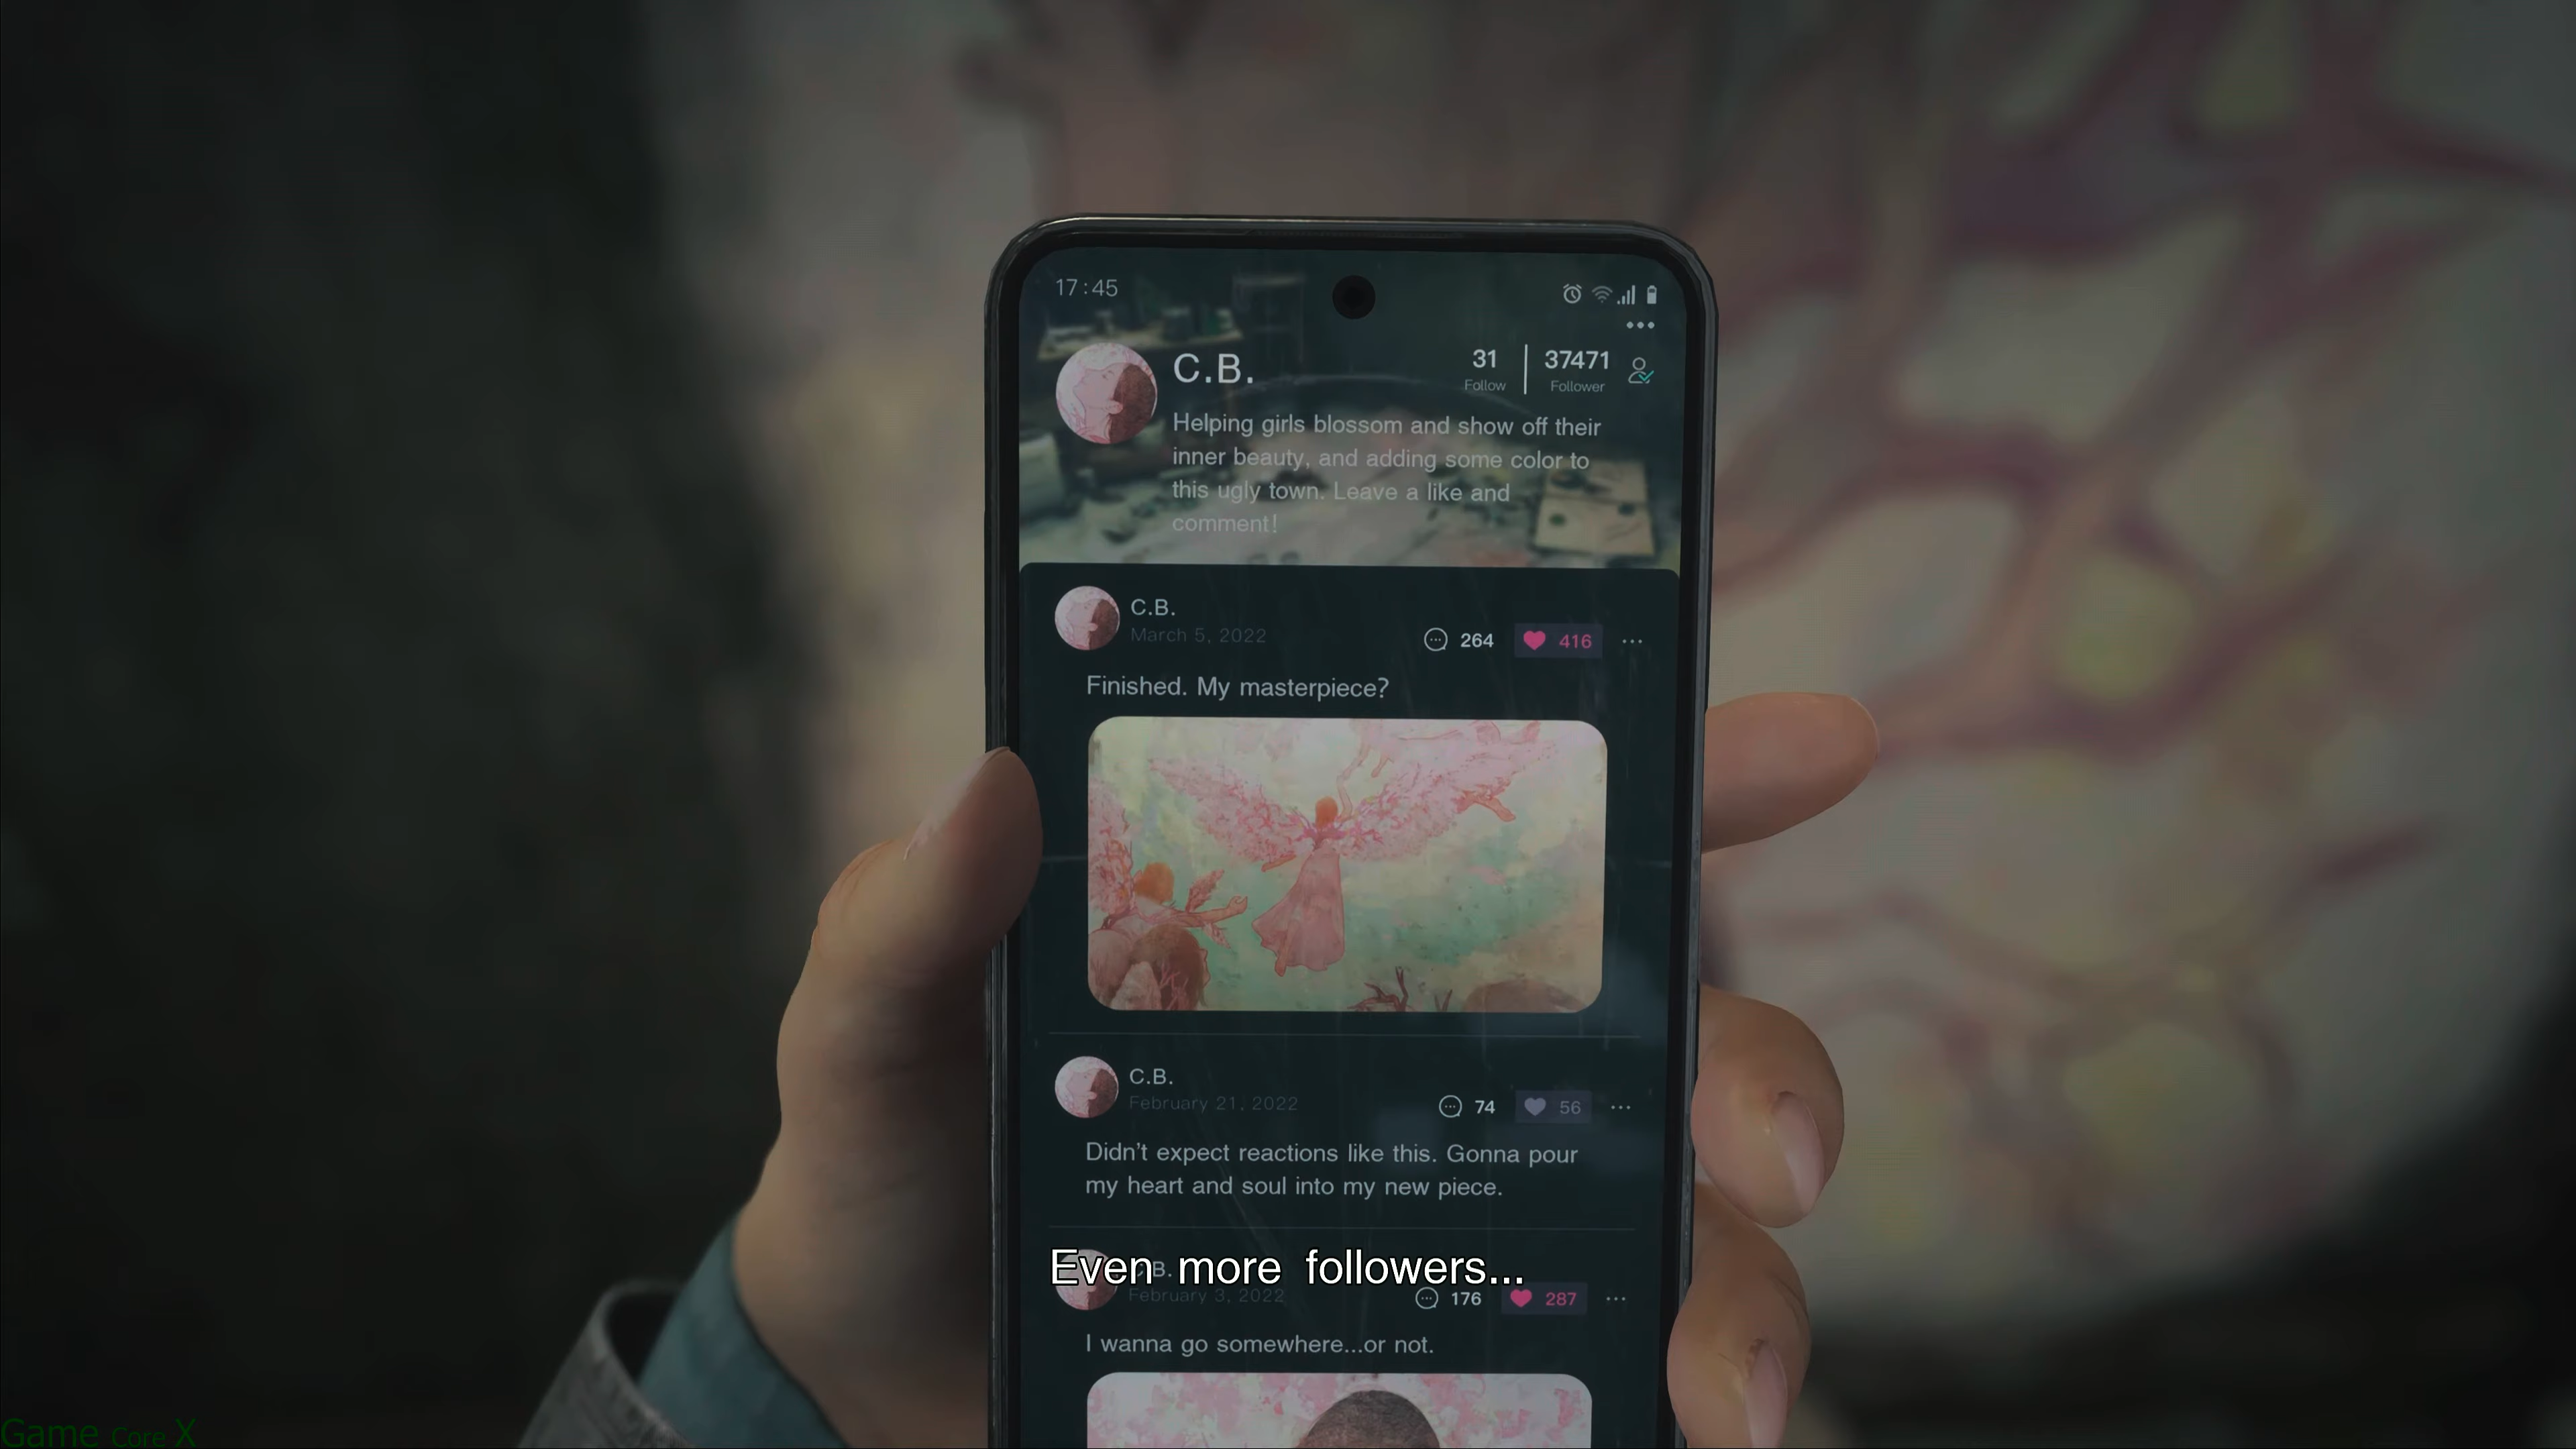 17:45
C.B.
31
Follow
37471
Follower
Helping girls blossom and show off their
inner beauty, and adding some color to
this ugly town. Leave a like and
comment!
C.B.
March 5, 2022
264
416
Finished. My masterpiece?
C.B.
February 21, 2022
74
56
Didn't expect reactions like this. Gonna pour
my heart and soul into my new piece.
Even more followers...
C.B.
February 3, 2022
176
287
I wanna go somewhere...or not.
Game Core X